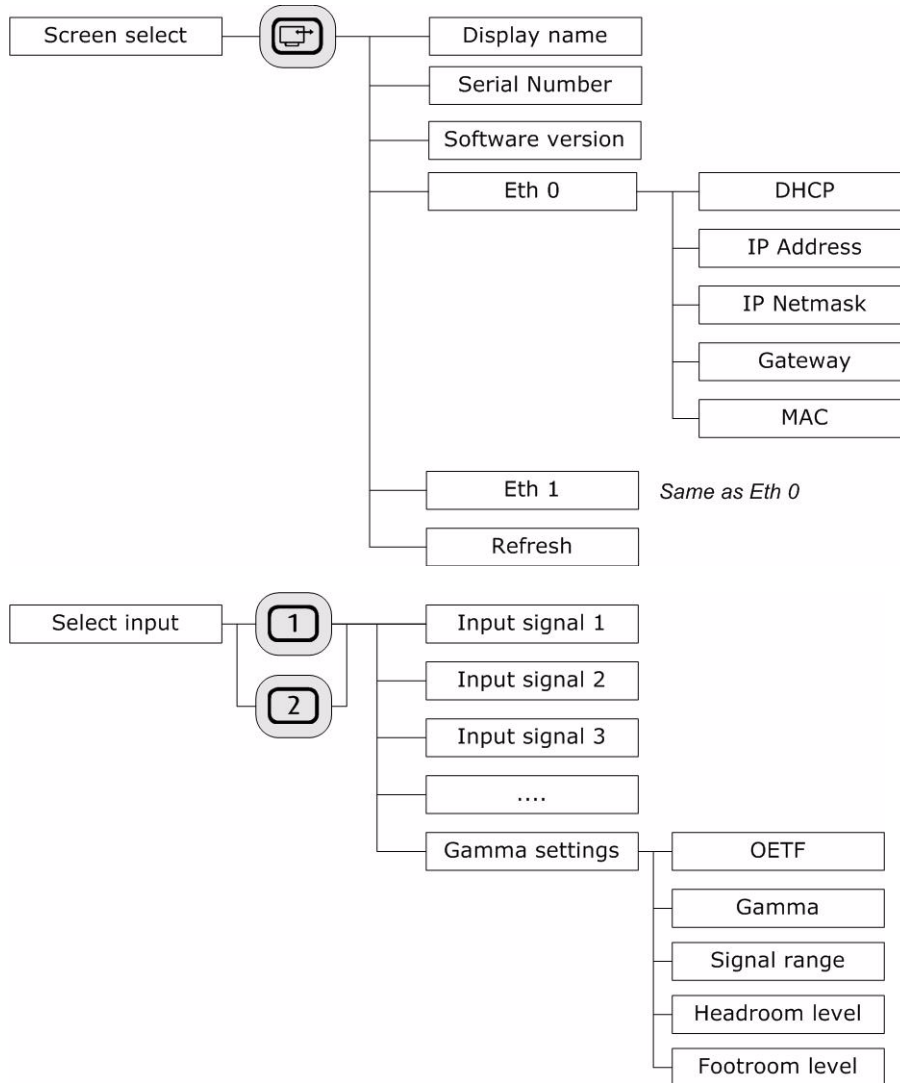 Screen select
Display name
Serial Number
Software version
Eth 0
DHCP
IP Address
IP Netmask
Gateway
MAC
Eth 1
Same as Eth 0
Refresh
Select input
1
2
Input signal 1
Input signal 2
Input signal 3
....
Gamma settings
OETF
Gamma
Signal range
Headroom level
Footroom level